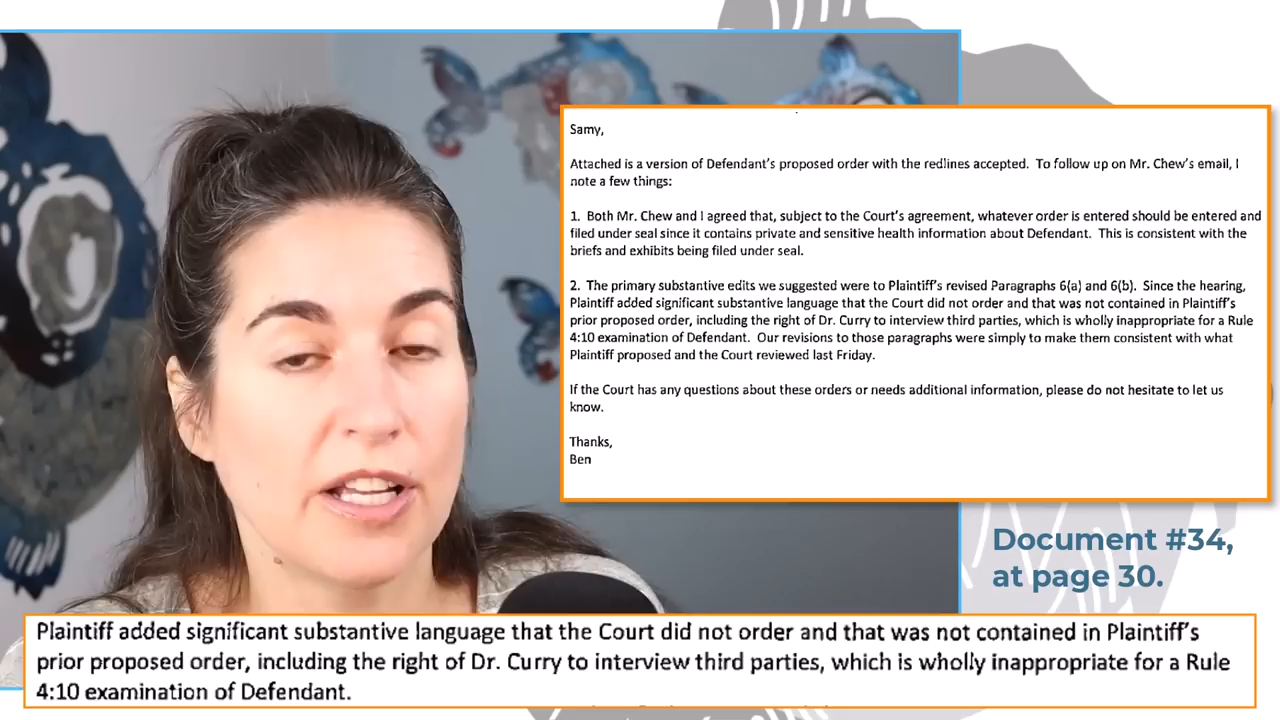 Samy,
Attached is a version of Defendant's proposed order with the redlines accepted. To follow up on Mr. Chew's email, I
note a few things:
1. Both Mr. Chew and I agreed that, subject to the Court's agreement, whatever order is entered should be entered and
filed under seal since it contains private and sensitive health information about Defendant. This is consistent with the
briefs and exhibits being filed under seal.
2. The primary substantive edits we suggested were to Plaintiff's revised Paragraphs 6(a) and 6(b). Since the hearing,
Plaintiff added significant substantive language that the Court did not order and that was not contained in Plaintiff's
prior proposed order, including the right of Dr. Curry to interview third parties, which is wholly inappropriate for a Rule
4:10 examination of Defendant. Our revisions to those paragraphs were simply to make them consistent with what
Plaintiff proposed and the Court reviewed last Friday.
If the Court has any questions about these orders or needs additional information, please do not hesitate to let us
know.
Thanks,
Ben
Document #34,
at page 30.
Plaintiff added significant substantive language that the Court did not order and that was not contained in Plaintiff's
prior proposed order, including the right of Dr. Curry to interview third parties, which is wholly inappropriate for a Rule
4:10 examination of Defendant.